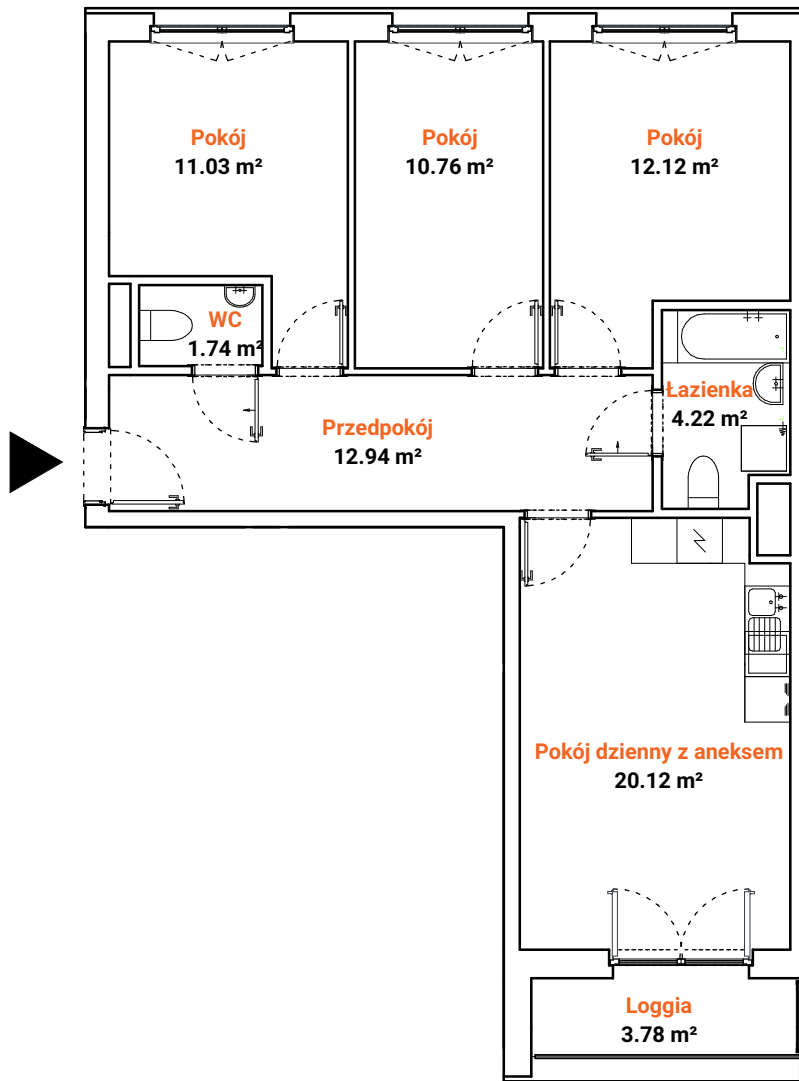 Pokój
11.03 m²
Pokój
10.76 m²
Pokój
12.12 m²
WC
1.74 m²
Łazienka
4.22 m²
Przedpokój
12.94 m²
Pokój dzienny z aneksem
20.12 m²
Loggia
3.78 m²